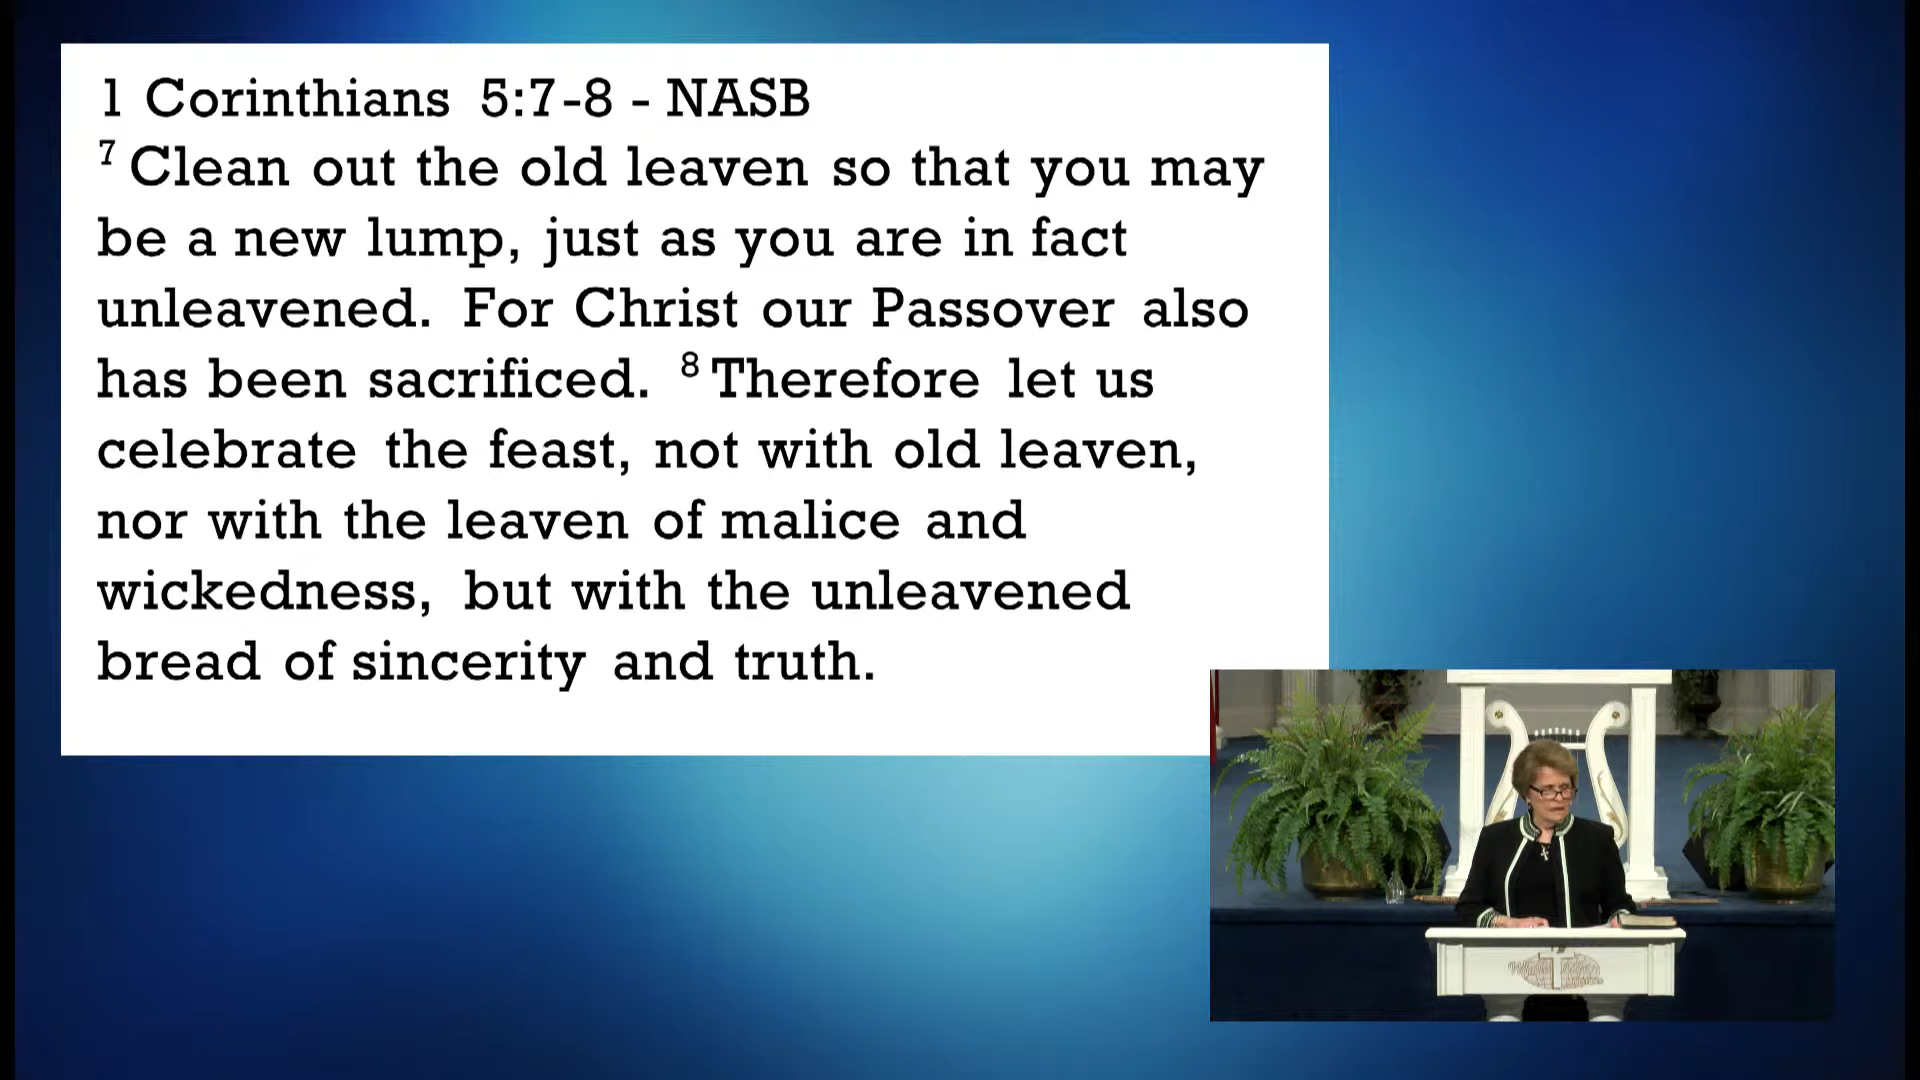 1 Corinthians 5:7-8 - NASB
7 Clean out the old leaven so that you may
be a new lump, just as you are in fact
unleavened. For Christ our Passover also
has been sacrificed. 8 Therefore let us
celebrate the feast, not with old leaven,
nor with the leaven of malice and
wickedness, but with the unleavened
bread of sincerity and truth.